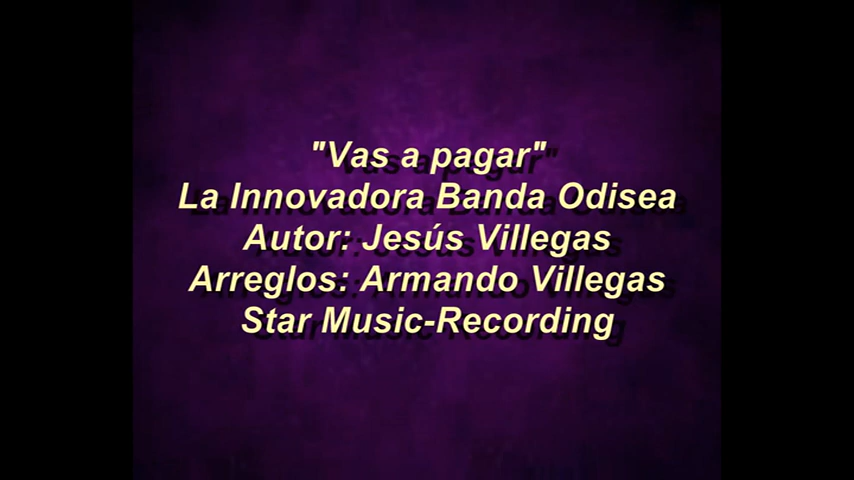 "Vas a pagar"
La Innovadora Banda Odisea
Autor: Jesús Villegas
Arreglos: Armando Villegas
Star Music-Recording